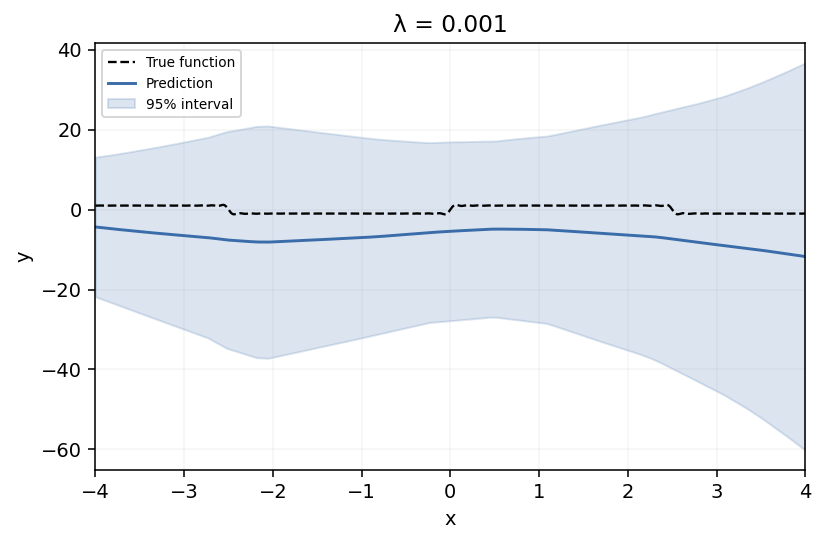 λ = 0.001
40
20
0
−20
−40
−60
y
True function
Prediction
95% interval
−4 −3 −2 −1 0 1 2 3 4
x